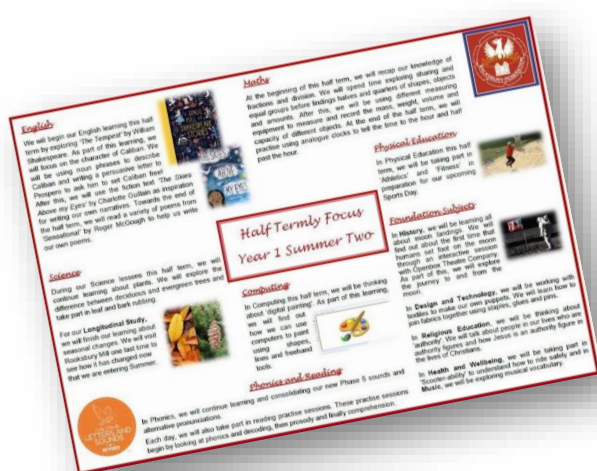 English
We will begin our English learning this half
term by exploring 'The Tempest' by William
Shakespeare. As part of this learning, we
will focus on the character of Caliban. We
will be using noun phrases to describe
Caliban and writing a persuasive letter to
Prospero to ask him to set Caliban free!
After this, we will use the fiction text 'The Skies
Above my Eyes' by Charlotte Guillain as inspiration
for writing our own narratives. Towards the end of
the half term, we will read a variety of poems from
'Sensational' by Roger McGough to help us write
our own poems.
Science
During our Science lessons this half term, we will
continue learning about plants. We will explore the
difference between deciduous and evergreen trees and
take part in leaf and bark rubbing.
For our Longitudinal Study,
we will finish our learning about
seasonal changes. We will visit
Rooksbury Mill one last time to
see how it has changed now
that we are entering Summer.
Maths
At the beginning of this half term, we will recap our knowledge of
fractions and division. We will spend time exploring sharing and
equal groups before findings halves and quarters of shapes, objects
and amounts. After this, we will be using different measuring
equipment to measure and record the mass, weight, volume and
capacity of different objects. At the end of the half term, we will
practise using analogue clocks to tell the time to the hour and half
past the hour.
Half Termly Focus
Year 1 Summer Two
Computing
In Computing this half term, we will be thinking
about 'digital painting'. As part of this learning,
we will find out
how we can use
computers to paint
using shapes,
lines and freehand
tools.
Physical Education
In Physical Education this half
term, we will be taking part in
'Athletics' and 'Fitness' in
preparation for our upcoming
Sports Day.
Foundation Subjects
In History, we will be learning all
about moon landings. We will
find out about the first time that
humans set foot on the moon
through an interactive session
with Openbox Theatre Company.
As part of this, we will explore
the journey to and from the
moon.
In Design and Technology, we will be working with
textiles to make our own puppets. We will learn how to
join fabrics together using staples, glues and pins.
In Religious Education, we will be thinking about
'authority'. We will talk about people in our lives who are
authority figures and how Jesus is an authority figure in
the lives of Christians.
In Health and Wellbeing, we will be taking part in
'Scooter-ability' to understand how to ride safely and in
Music, we will be exploring musical vocabulary.
Phonics and Reading
In Phonics, we will continue learning and consolidating our new Phase 5 sounds and
alternative pronunciations.
Each day, we will also take part in reading practise sessions. These practise sessions
begin by looking at phonics and decoding, then prosody and finally comprehension.
LETTERS AND
SOUNDS